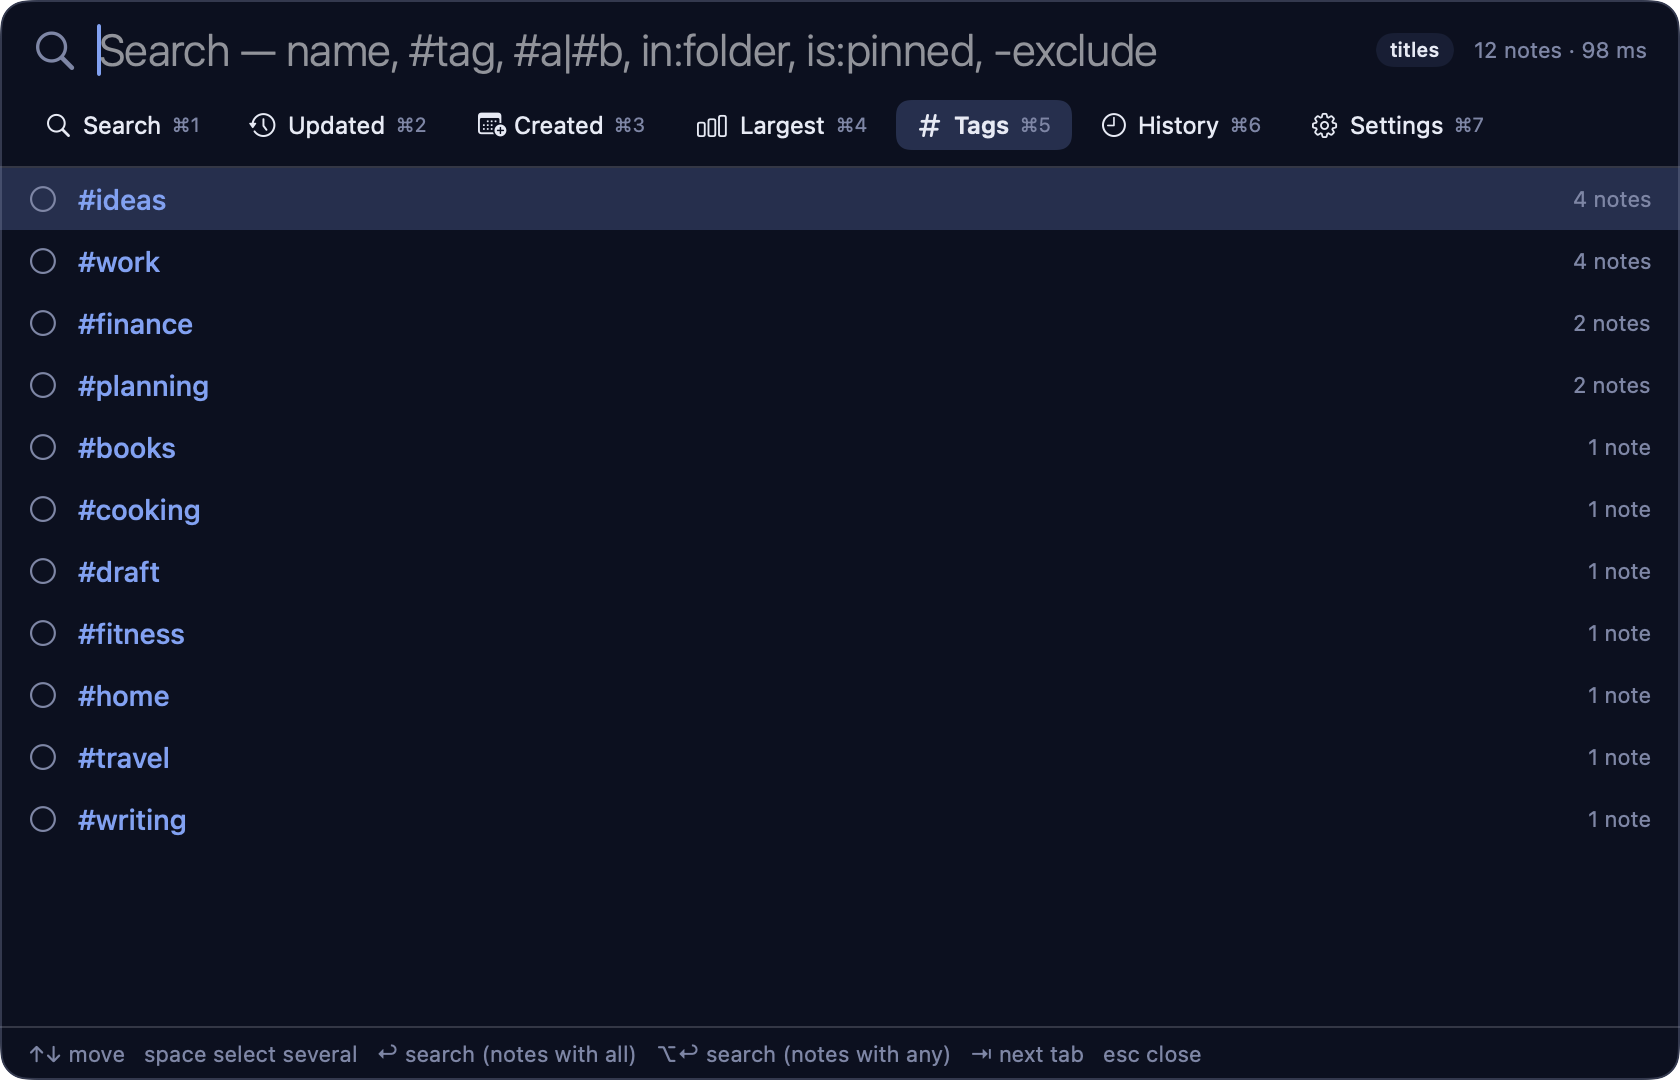 Search — name, #tag, #a|#b, in:folder, is:pinned, -exclude titles 12 notes · 98 ms
Search ⌘1 Updated ⌘2 Created ⌘3 Largest ⌘4 # Tags ⌘5 History ⌘6 Settings ⌘7
#ideas 4 notes
#work 4 notes
#finance 2 notes
#planning 2 notes
#books 1 note
#cooking 1 note
#draft 1 note
#fitness 1 note
#home 1 note
#travel 1 note
#writing 1 note
↑↓ move space select several ↩ search (notes with all) ⌥↩ search (notes with any) ⇥ next tab esc close